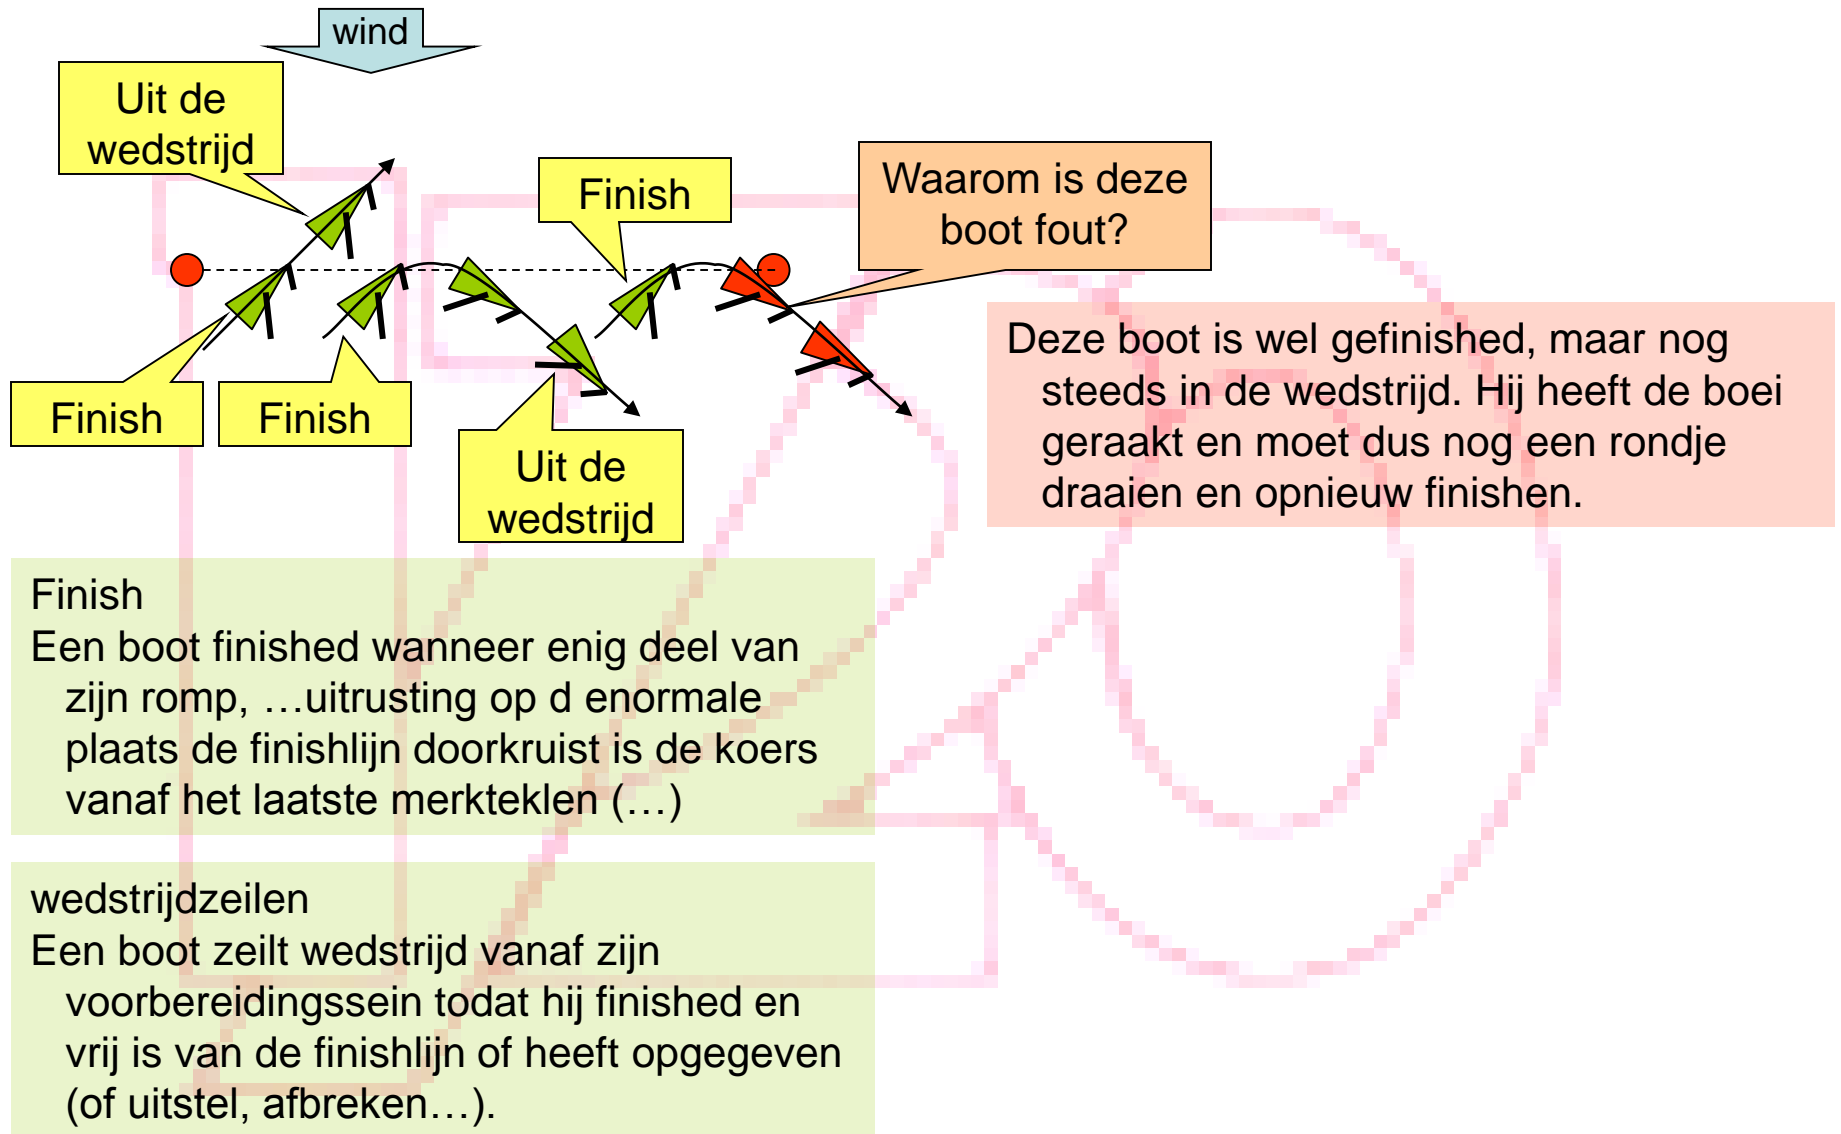 wind
Uit de
wedstrijd
Finish
Waarom is deze
boot fout?
Finish
Finish
Uit de
wedstrijd
Deze boot is wel gefinished, maar nog
steeds in de wedstrijd. Hij heeft de boei
geraakt en moet dus nog een rondje
draaien en opnieuw finishen.
Finish
Een boot finished wanneer enig deel van
zijn romp, …uitrusting op d enormale
plaats de finishlijn doorkruist is de koers
vanaf het laatste merkteklen (…)
wedstrijdzeilen
Een boot zeilt wedstrijd vanaf zijn
voorbereidingssein todat hij finished en
vrij is van de finishlijn of heeft opgegeven
(of uitstel, afbreken…).